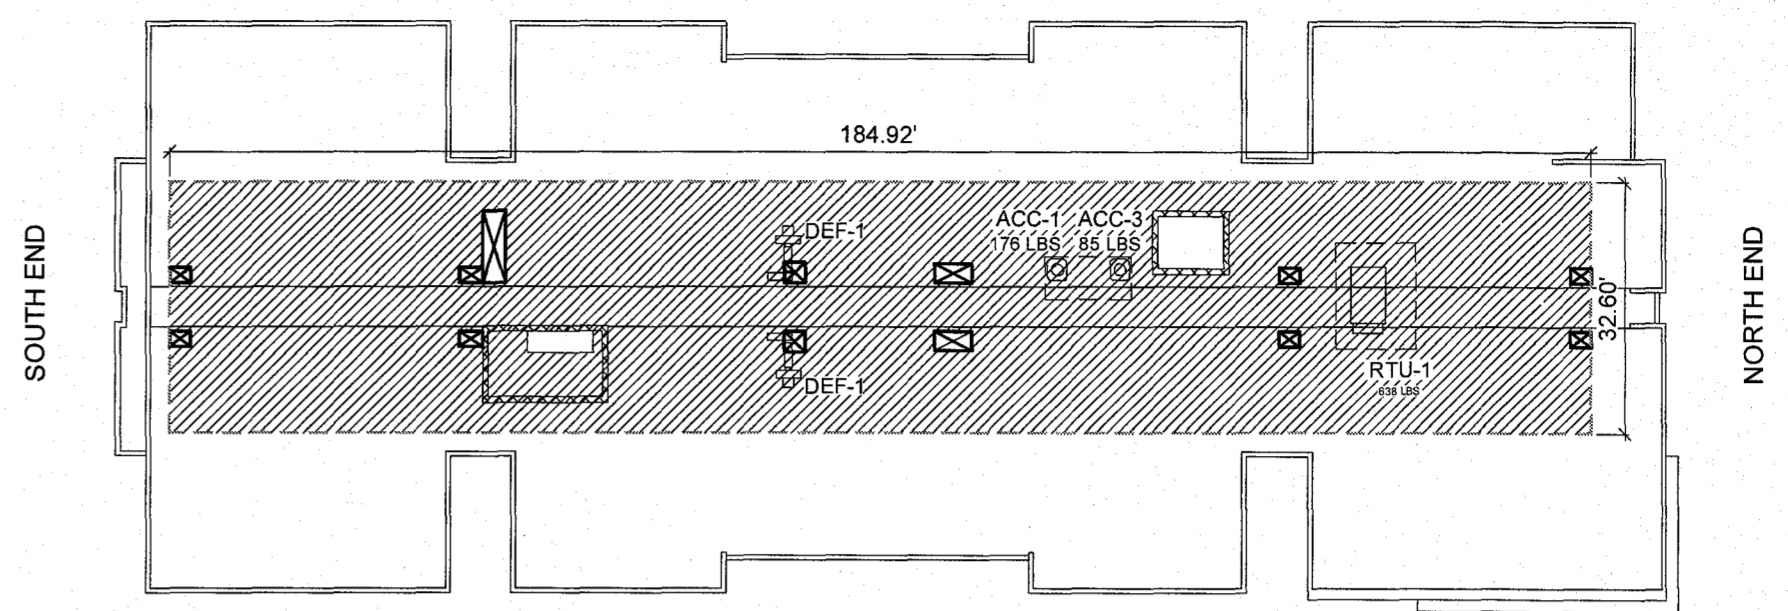 184.92'
SOUTH END
DEF-1
ACC-1 ACC-3
176 LBS 85 LBS
32.60'
NORTH END
RTU-1
638 LBS
DEF-1